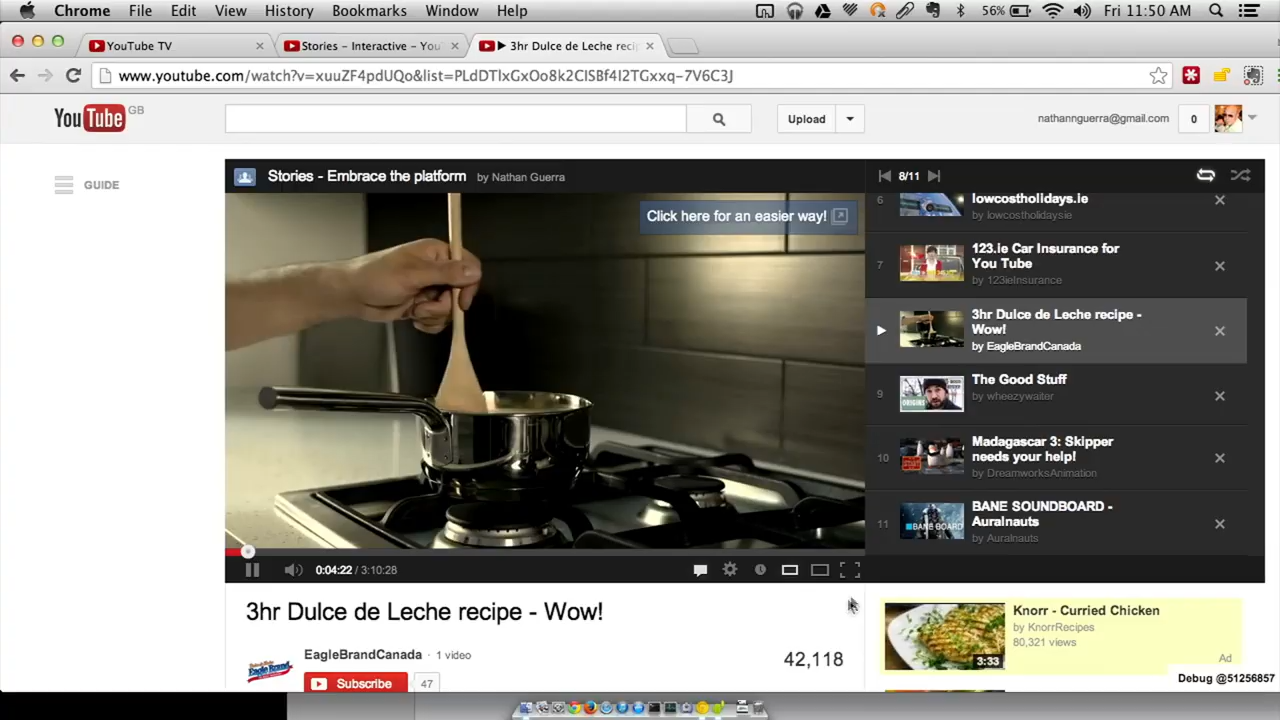 Chrome File Edit View History Bookmarks Window Help 56% Fri 11:50 AM
YouTube TV
Stories – Interactive – You
3hr Dulce de Leche reci
www.youtube.com/watch?v=xuuZF4pdUQo&list=PLdDTlxGxOo8k2ClSBf4I2TGxxq-7V6C3J
YouTube GB
Upload
nathannguerra@gmail.com
0
GUIDE
Stories - Embrace the platform by Nathan Guerra
8/11
Click here for an easier way!
6 lowcostholidays.ie
by lowcostholidaysie
7 123.ie Car Insurance for
You Tube
by 123ieInsurance
3hr Dulce de Leche recipe -
Wow!
by EagleBrandCanada
9 The Good Stuff
by wheezywaiter
ORIGINS
10 Madagascar 3: Skipper
needs your help!
by DreamworksAnimation
11 BANE SOUNDBOARD -
Auralnauts
by Auralnauts
BANE BOARD
0:04:22 / 3:10:28
3hr Dulce de Leche recipe - Wow!
EagleBrandCanada · 1 video
Eagle Brand
Subscribe 47
42,118
Knorr - Curried Chicken
by KnorrRecipes
80,321 views
3:33
Ad
Debug @51256857